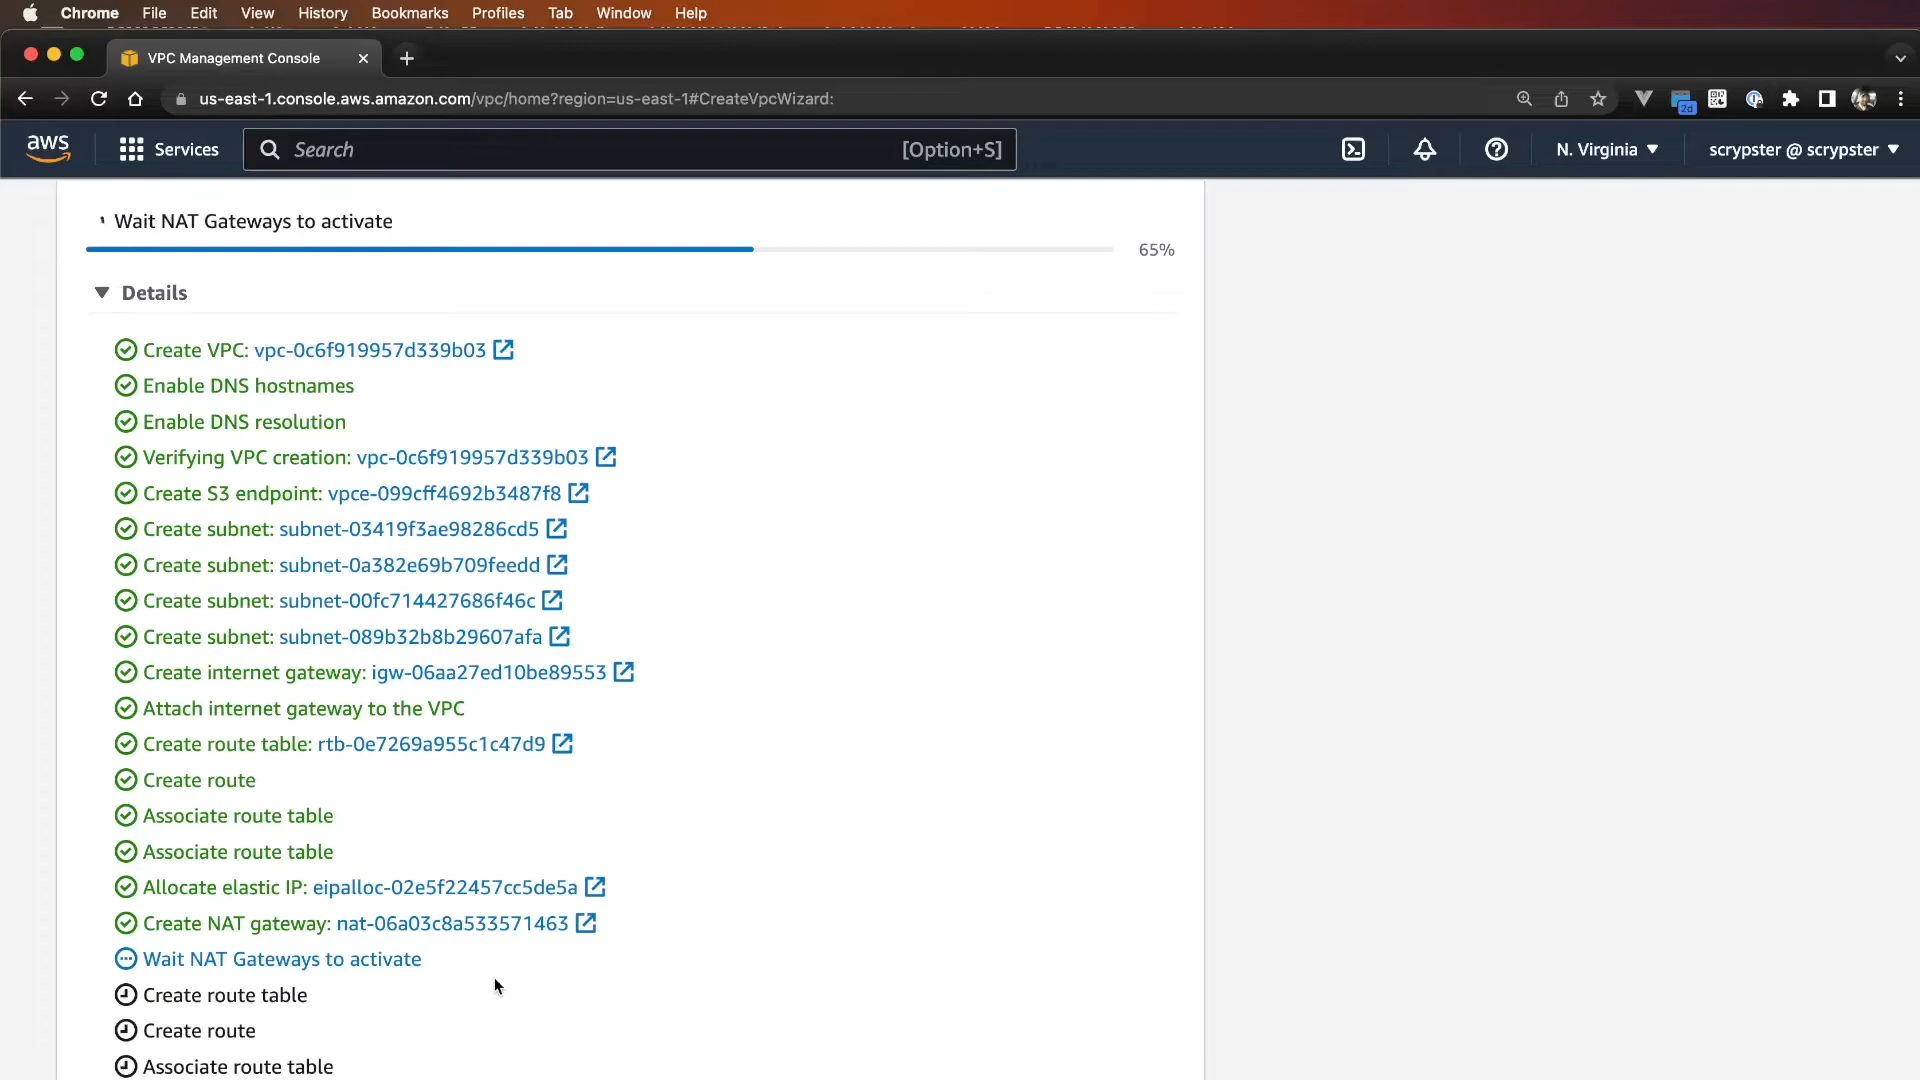 Chrome File Edit View History Bookmarks Profiles Tab Window Help
VPC Management Console
us-east-1.console.aws.amazon.com/vpc/home?region=us-east-1#CreateVpcWizard:
2d
aws Services Search [Option+S] N. Virginia scrypster @ scrypster
Wait NAT Gateways to activate
65%
Details
Create VPC: vpc-0c6f919957d339b03
Enable DNS hostnames
Enable DNS resolution
Verifying VPC creation: vpc-0c6f919957d339b03
Create S3 endpoint: vpce-099cff4692b3487f8
Create subnet: subnet-03419f3ae98286cd5
Create subnet: subnet-0a382e69b709feedd
Create subnet: subnet-00fc714427686f46c
Create subnet: subnet-089b32b8b29607afa
Create internet gateway: igw-06aa27ed10be89553
Attach internet gateway to the VPC
Create route table: rtb-0e7269a955c1c47d9
Create route
Associate route table
Associate route table
Allocate elastic IP: eipalloc-02e5f22457cc5de5a
Create NAT gateway: nat-06a03c8a533571463
Wait NAT Gateways to activate
Create route table
Create route
Associate route table